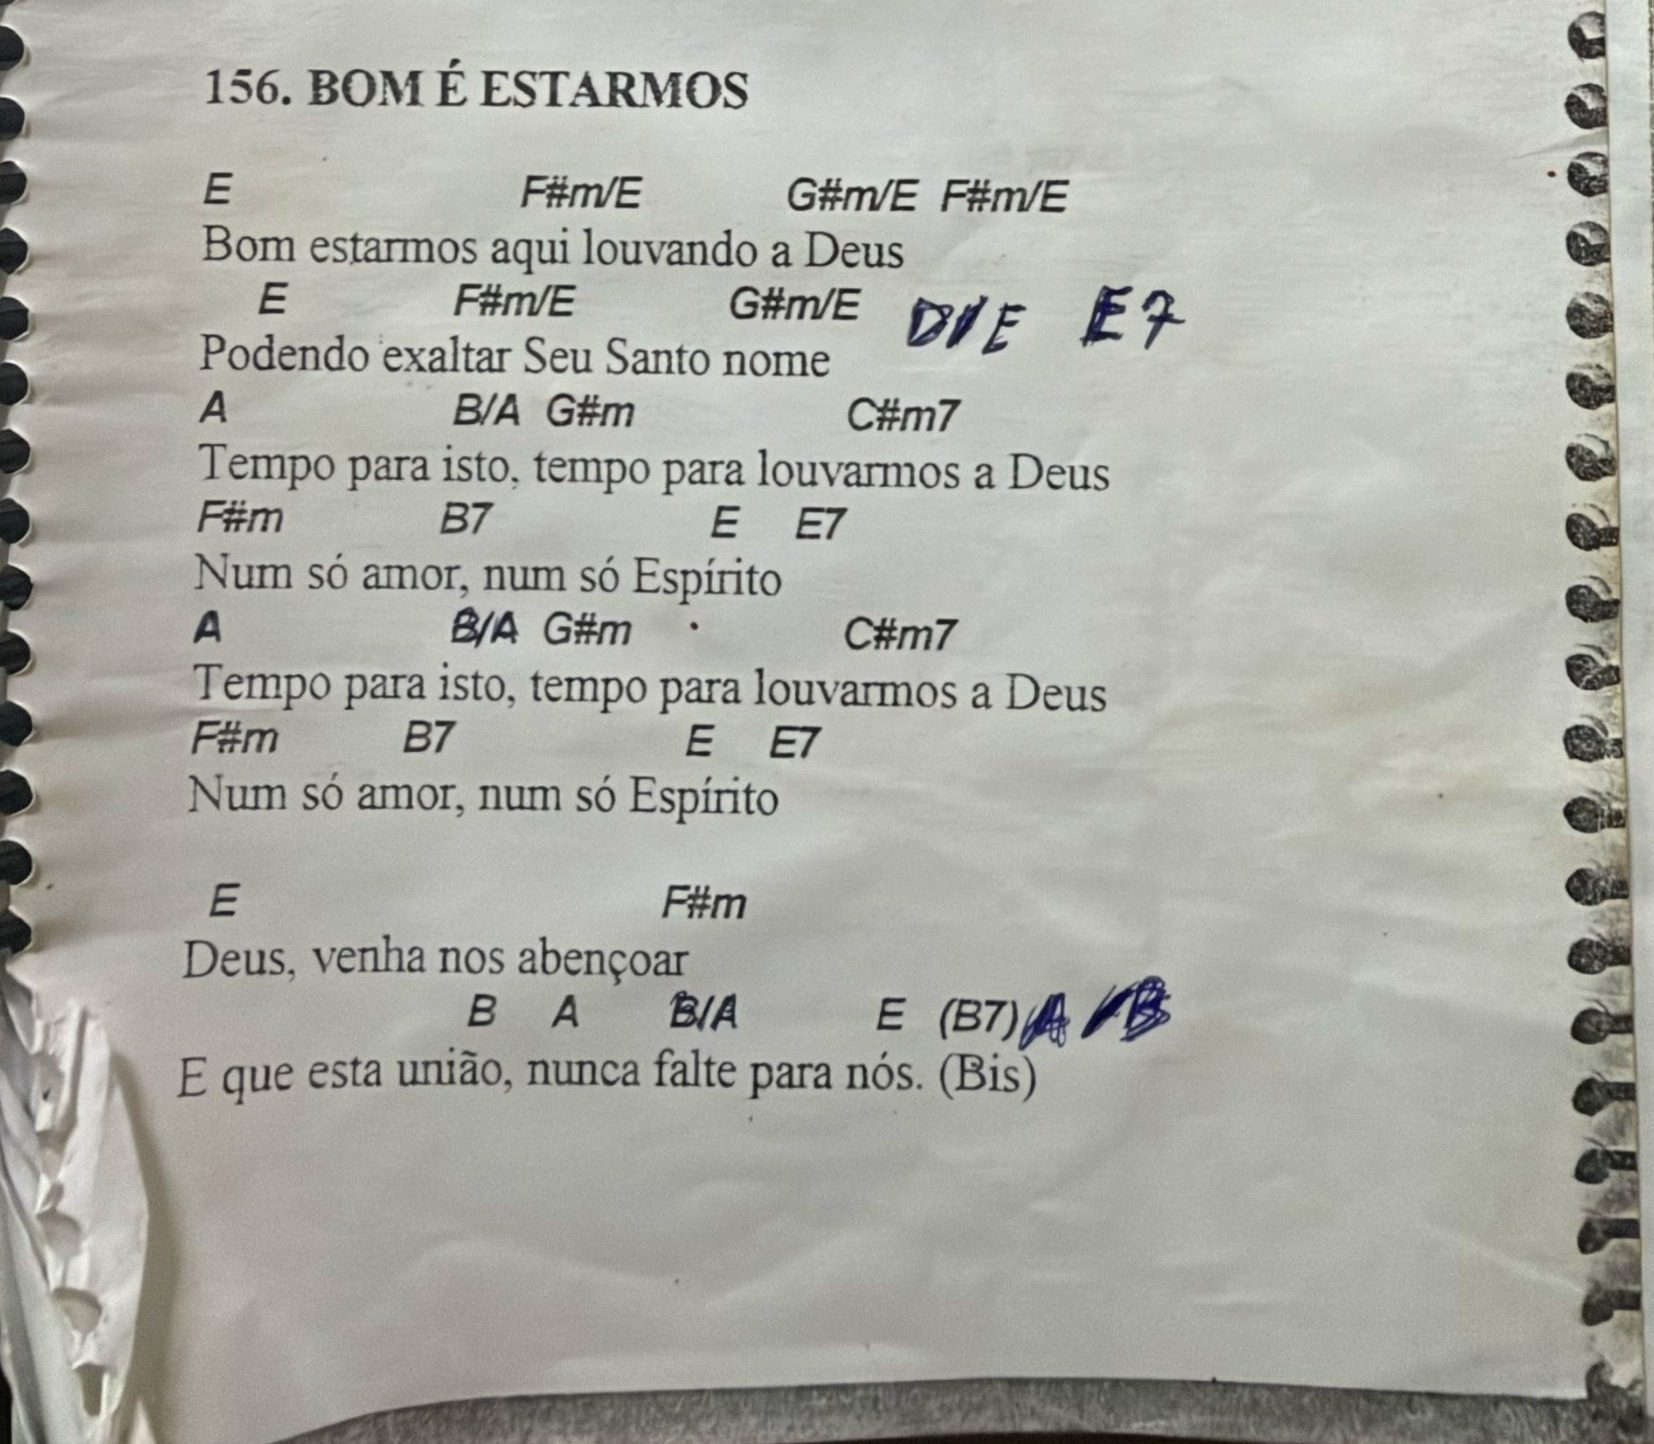 156. BOM É ESTARMOS
E F#m/E G#m/E F#m/E
Bom estarmos aqui louvando a Deus
E F#m/E G#m/E D/E E7
Podendo exaltar Seu Santo nome
A B/A G#m C#m7
Tempo para isto, tempo para louvarmos a Deus
F#m B7 E E7
Num só amor, num só Espírito
A B/A G#m C#m7
Tempo para isto, tempo para louvarmos a Deus
F#m B7 E E7
Num só amor, num só Espírito
E F#m
Deus, venha nos abençoar
B A B/A E (B7)
E que esta união, nunca falte para nós. (Bis)